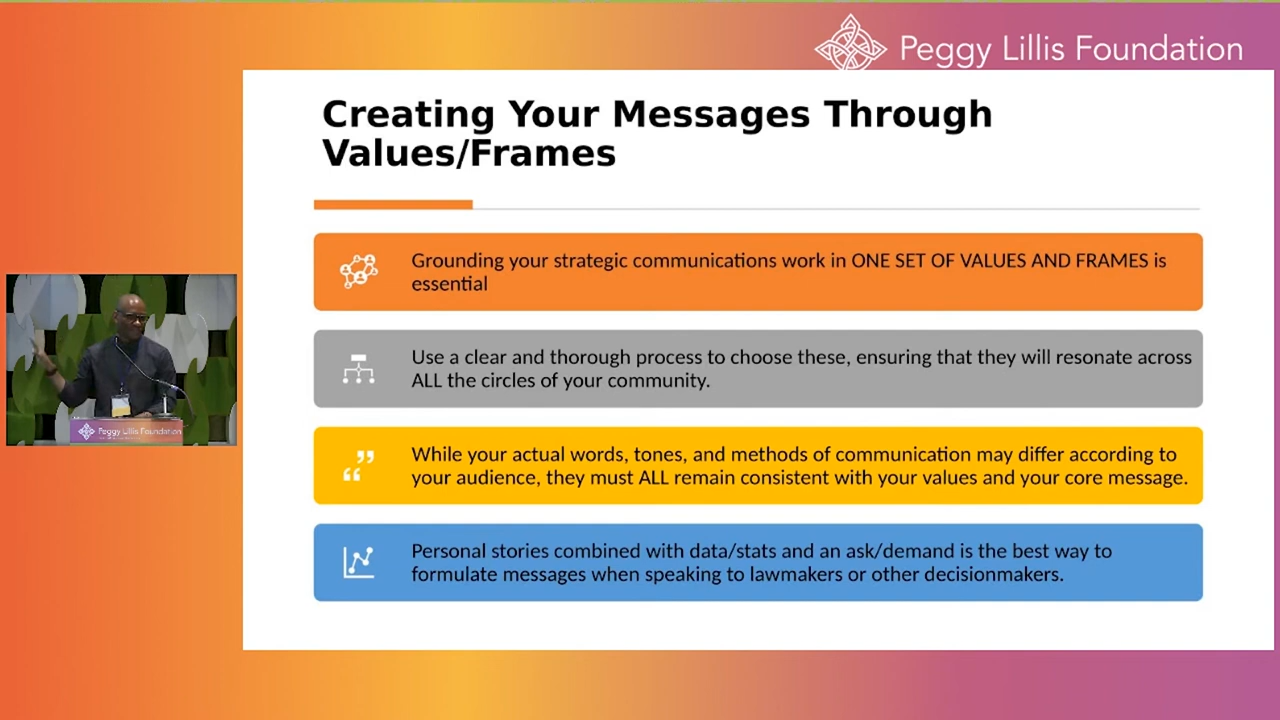 Peggy Lillis Foundation
Creating Your Messages Through
Values/Frames
Grounding your strategic communications work in ONE SET OF VALUES AND FRAMES is
essential
Use a clear and thorough process to choose these, ensuring that they will resonate across
ALL the circles of your community.
While your actual words, tones, and methods of communication may differ according to
your audience, they must ALL remain consistent with your values and your core message.
Personal stories combined with data/stats and an ask/demand is the best way to
formulate messages when speaking to lawmakers or other decisionmakers.
Peggy Lillis Foundation